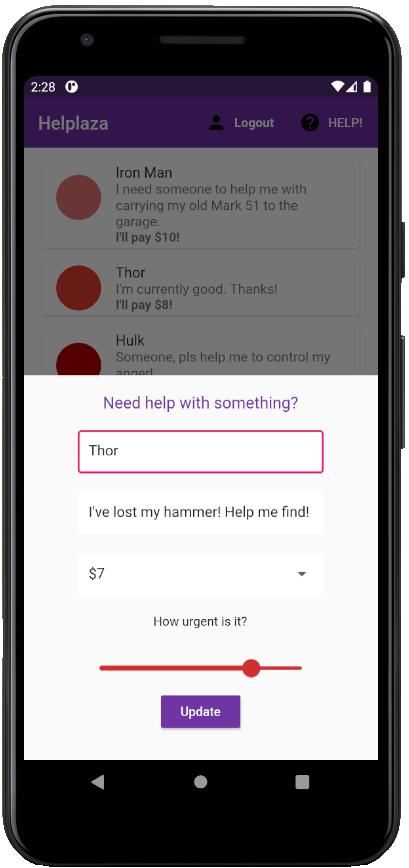 2:28
Helplaza
Logout
HELP!
Iron Man
I need someone to help me with
carrying my old Mark 51 to the
garage.
I'll pay $10!
Thor
I'm currently good. Thanks!
I'll pay $8!
Hulk
Someone, pls help me to control my
anger!
Need help with something?
Thor
I've lost my hammer! Help me find!
$7
How urgent is it?
Update